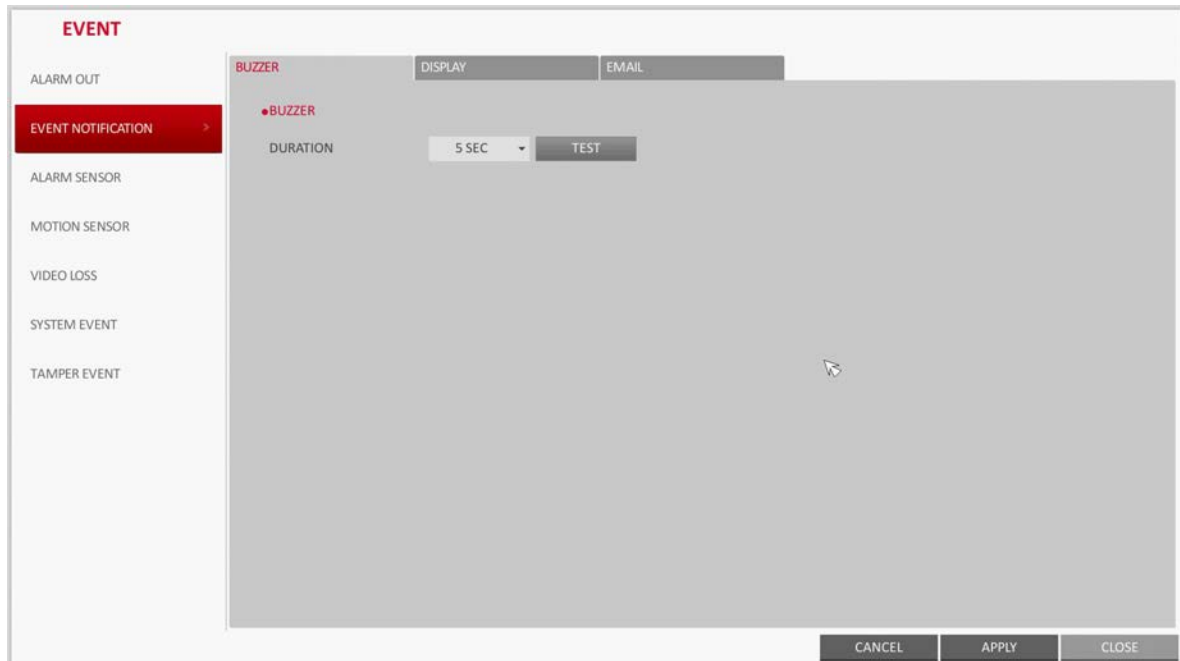 EVENT
ALARM OUT
EVENT NOTIFICATION >
ALARM SENSOR
MOTION SENSOR
VIDEO LOSS
SYSTEM EVENT
TAMPER EVENT
BUZZER DISPLAY EMAIL
●BUZZER
DURATION 5 SEC TEST
CANCEL APPLY CLOSE